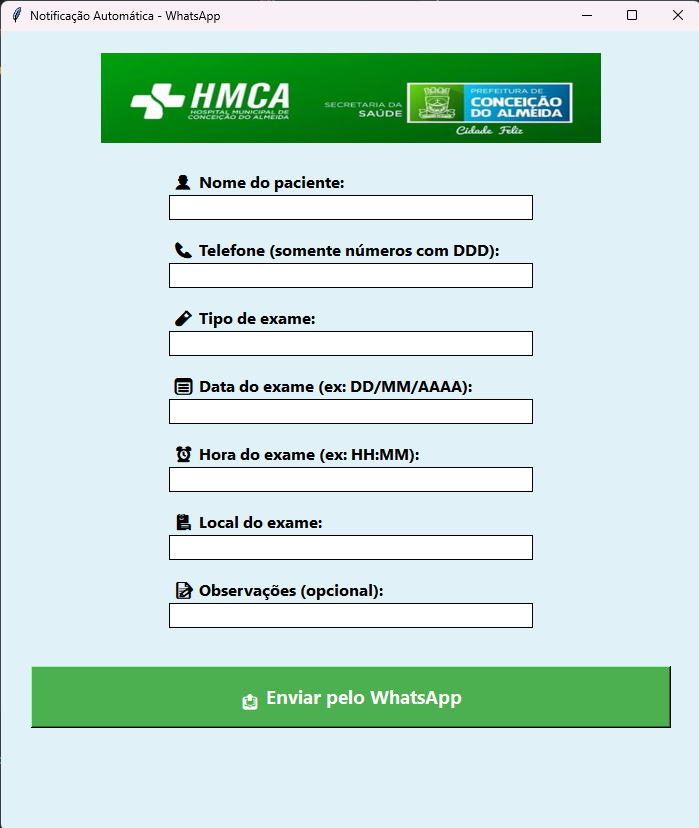 Notificação Automática - WhatsApp
HMCA
HOSPITAL MUNICIPAL DE
CONCEIÇÃO DO ALMEIDA
SECRETARIA DA
SAÚDE
PREFEITURA DE
CONCEIÇÃO
DO ALMEIDA
Cidade Feliz
Nome do paciente:
Telefone (somente números com DDD):
Tipo de exame:
Data do exame (ex: DD/MM/AAAA):
Hora do exame (ex: HH:MM):
Local do exame:
Observações (opcional):
Enviar pelo WhatsApp